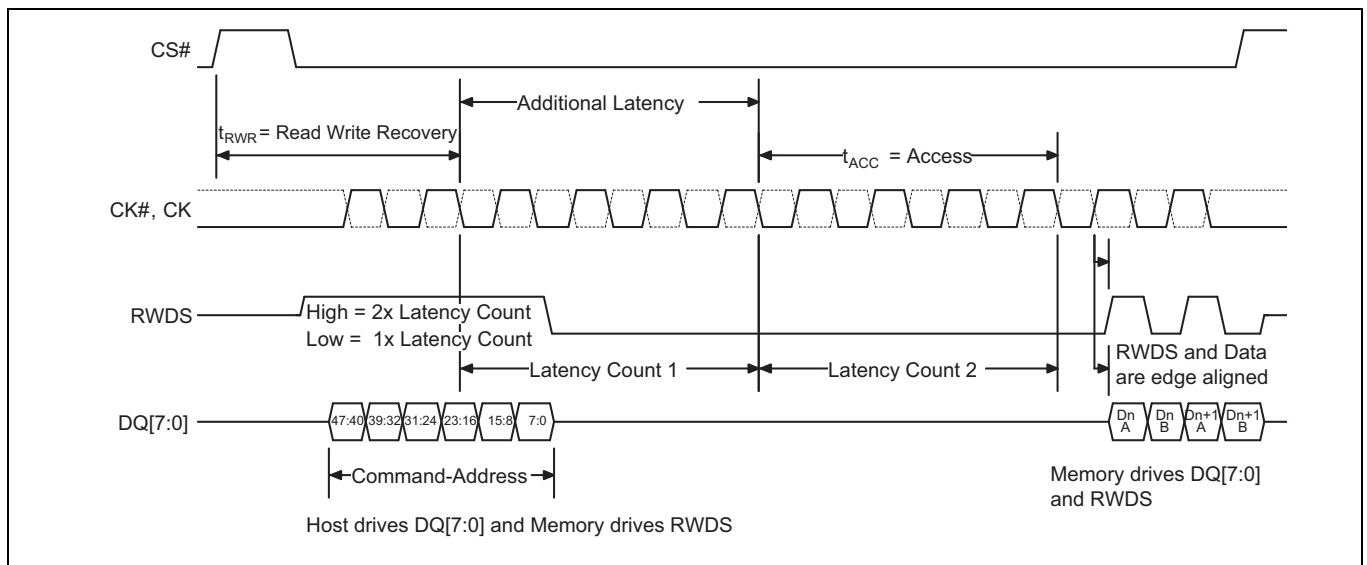 CS#
Additional Latency
tRWR = Read Write Recovery
tACC = Access
CK#, CK
RWDS
High = 2x Latency Count
Low = 1x Latency Count
Latency Count 1
Latency Count 2
RWDS and Data
are edge aligned
DQ[7:0]
47:40 39:32 31:24 23:16 15:8 7:0
Dn Dn Dn+1 Dn+1
A B A B
Command-Address
Memory drives DQ[7:0]
and RWDS
Host drives DQ[7:0] and Memory drives RWDS